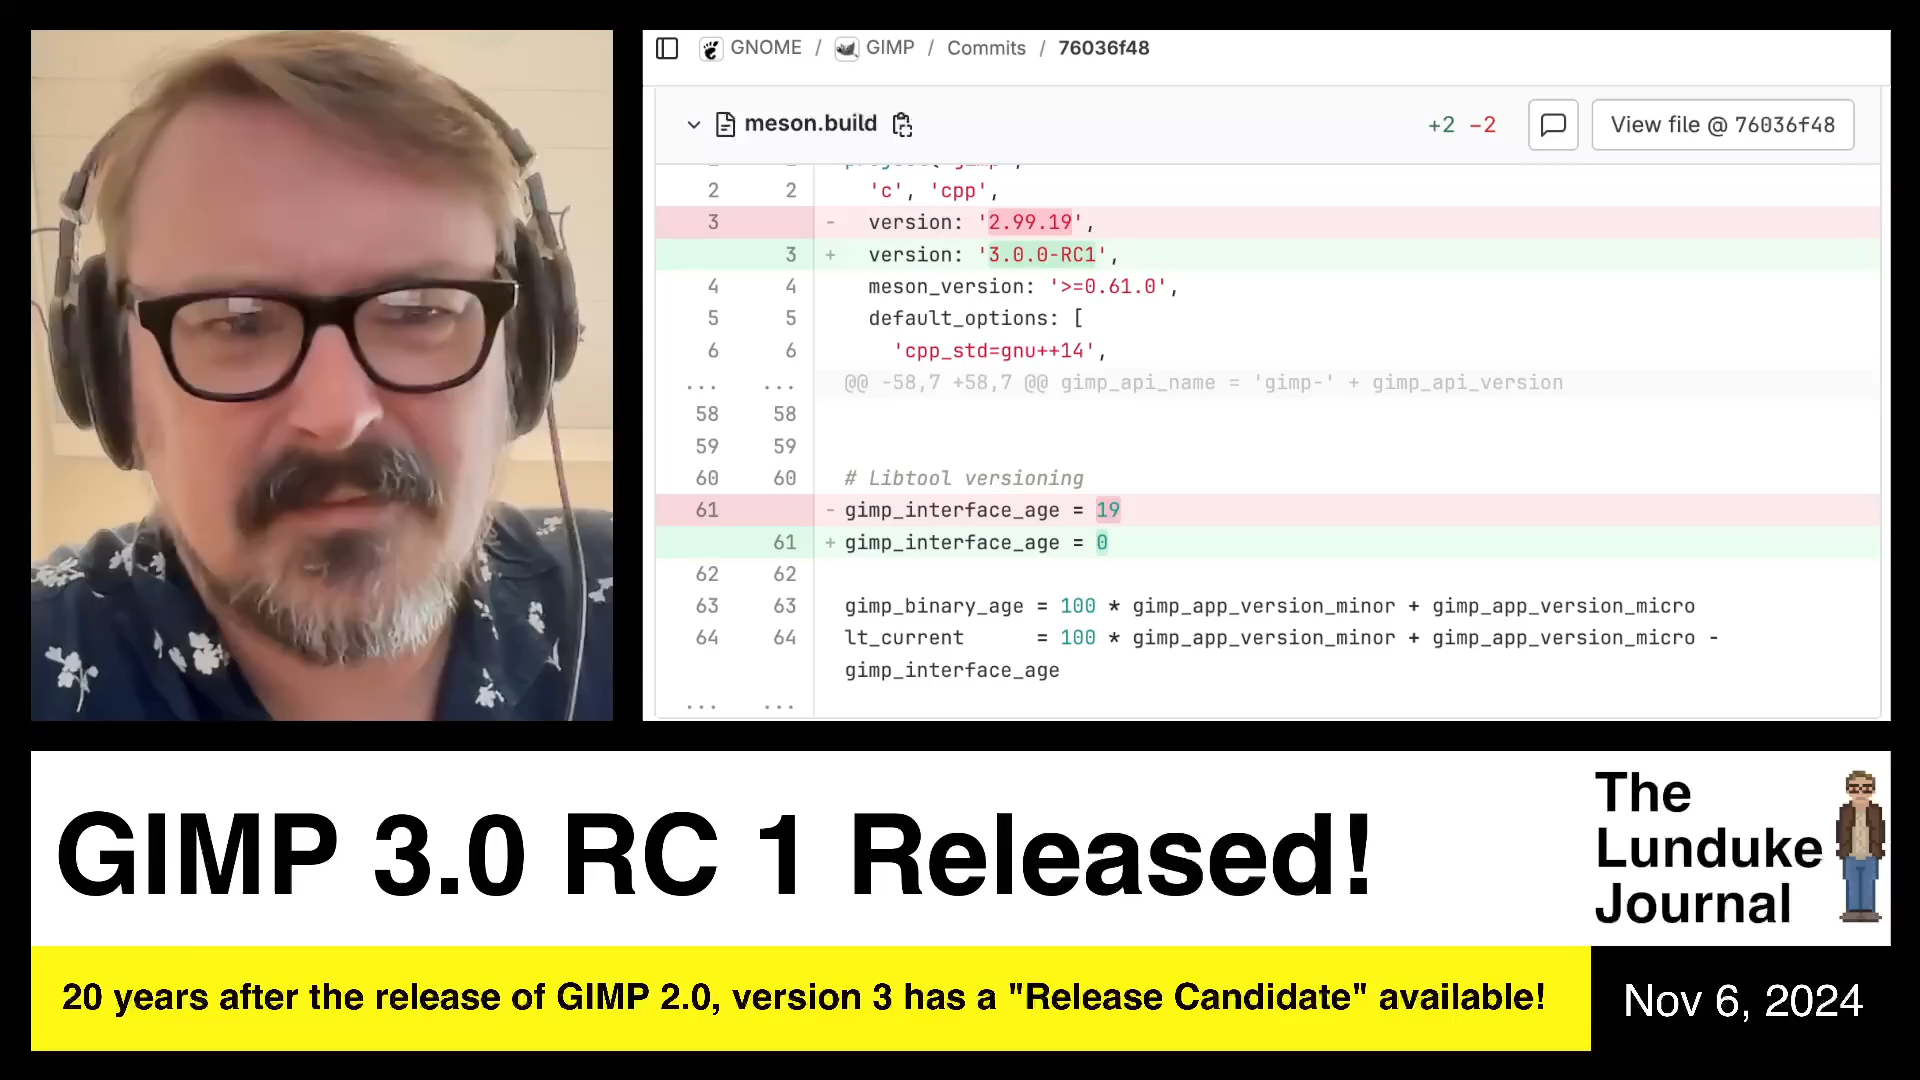 GNOME / GIMP / Commits / 76036f48
meson.build
+2 −2
View file @ 76036f48
2 2 'c', 'cpp',
3 - version: '2.99.19',
3 + version: '3.0.0-RC1',
4 4 meson_version: '>=0.61.0',
5 5 default_options: [
6 6 'cpp_std=gnu++14',
... ... @@ -58,7 +58,7 @@ gimp_api_name = 'gimp-' + gimp_api_version
58 58
59 59
60 60 # Libtool versioning
61 - gimp_interface_age = 19
61 + gimp_interface_age = 0
62 62
63 63 gimp_binary_age = 100 * gimp_app_version_minor + gimp_app_version_micro
64 64 lt_current = 100 * gimp_app_version_minor + gimp_app_version_micro -
gimp_interface_age
... ...
GIMP 3.0 RC 1 Released!
The
Lunduke
Journal
20 years after the release of GIMP 2.0, version 3 has a "Release Candidate" available!
Nov 6, 2024